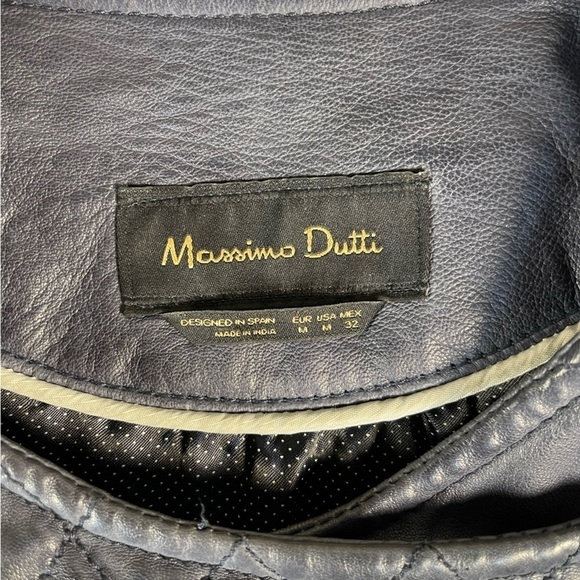 Massimo Dutti
DESIGNED IN SPAIN EUR USA MEX
MADE IN INDIA M M 32